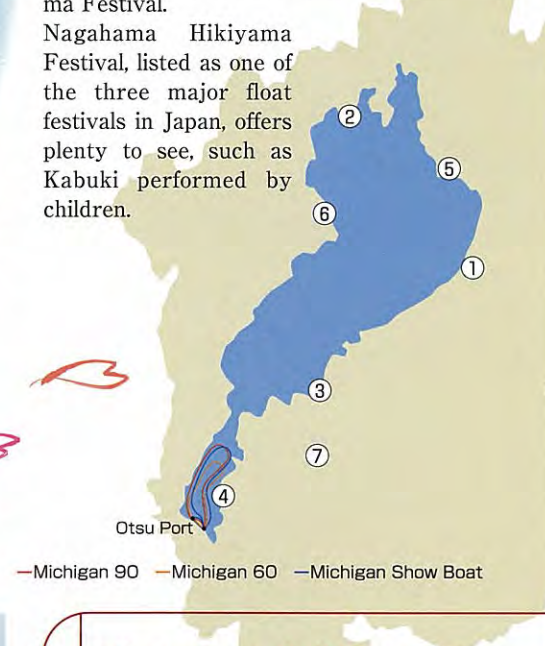 ma Festival.
Nagahama Hikiyama
Festival, listed as one of
the three major float
festivals in Japan, offers
plenty to see, such as
Kabuki performed by
children.
②
⑤
⑥
①
③
⑦
④
Otsu Port
Michigan 90 Michigan 60 Michigan Show Boat